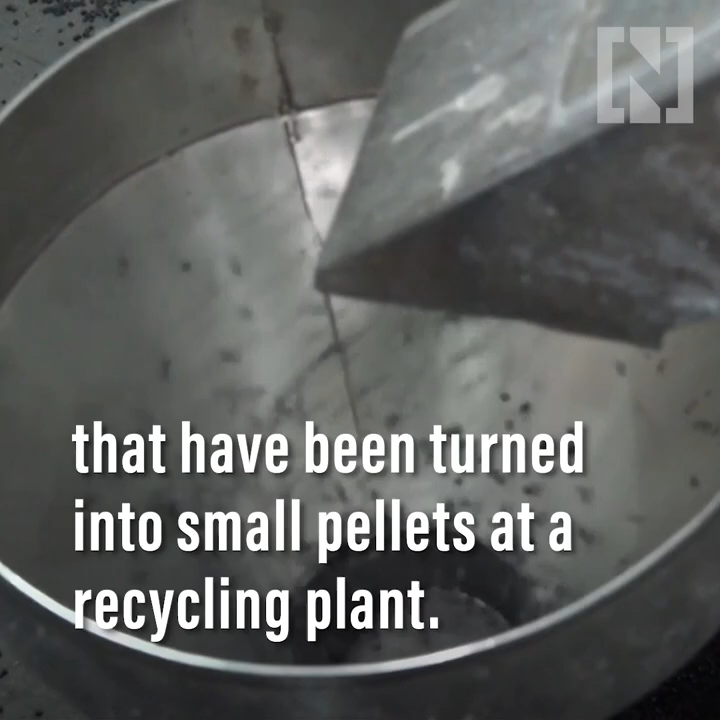 [N]
that have been turned
into small pellets at a
recycling plant.